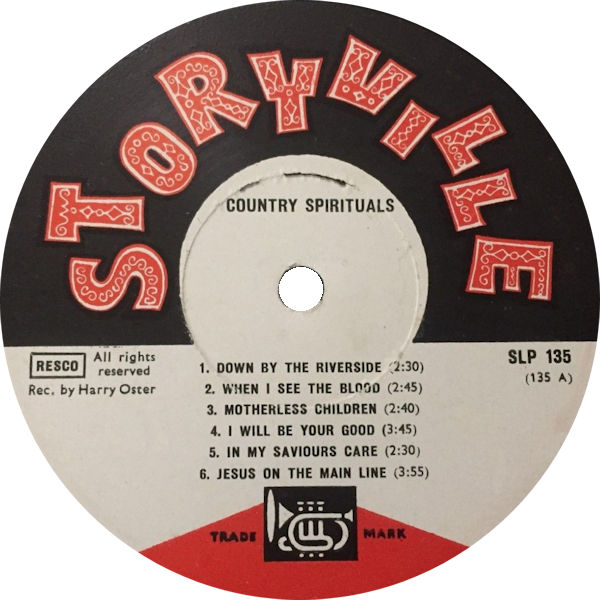 STORYVILLE
COUNTRY SPIRITUALS
RESCO
All rights
reserved
Rec. by Harry Oster
SLP 135
(135 A)
1. DOWN BY THE RIVERSIDE (2:30)
2. WHEN I SEE THE BLOOD (2:45)
3. MOTHERLESS CHILDREN (2:40)
4. I WILL BE YOUR GOOD (3:45)
5. IN MY SAVIOURS CARE (2:30)
6. JESUS ON THE MAIN LINE (3:55)
TRADE MARK